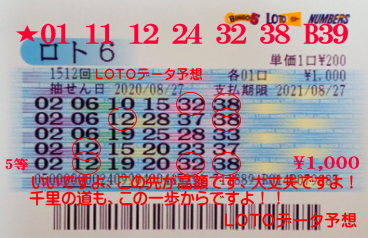 BINGO5 LOTO NUMBERS
★01 11 12 24 32 38 B39
ロト6 単価1口¥200
1512回 LOTOデータ予想 各01口 ¥1,000
抽せん日 2020/08/27 支払期限 2021/08/27
02 06 10 15 32 38
02 06 12 28 37 38
02 06 19 25 28 33
02 12 15 20 23 37
5等 02 12 19 20 32 38 ¥1,000
いいですよ、この先が高額です、大丈夫ですよ!
千里の道も、この一歩からですよ!!
LOTOデータ予想